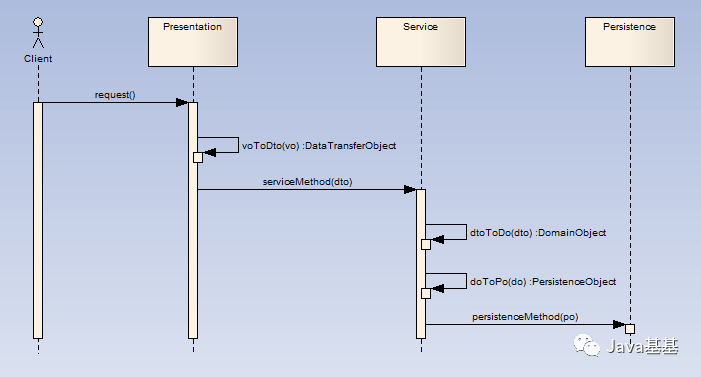 Presentation
Service
Persistence
Client
request()
voToDto(vo) :DataTransferObject
serviceMethod(dto)
dtoToDo(dto) :DomainObject
doToPo(do) :PersistenceObject
persistenceMethod(po)
Java基基